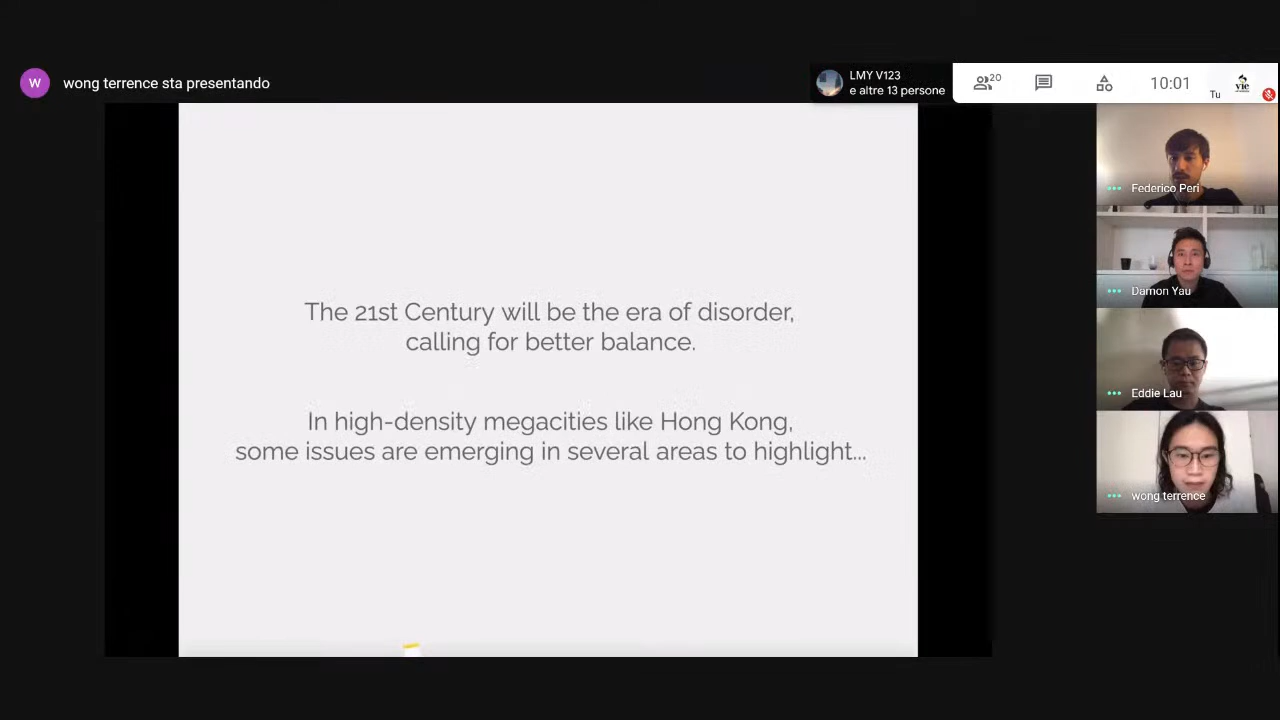 W
wong terrence sta presentando
LMY V123
e altre 13 persone
20
10:01
Tu
vie
Federico Peri
Damon Yau
Eddie Lau
wong terrence
The 21st Century will be the era of disorder,
calling for better balance.
In high-density megacities like Hong Kong,
some issues are emerging in several areas to highlight...